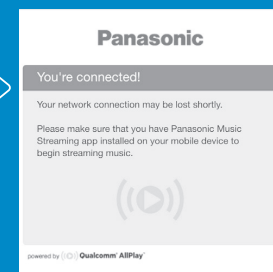 Panasonic
You're connected!
Your network connection may be lost shortly.
Please make sure that you have Panasonic Music
Streaming app installed on your mobile device to
begin streaming music.
powered by Qualcomm® AllPlay™